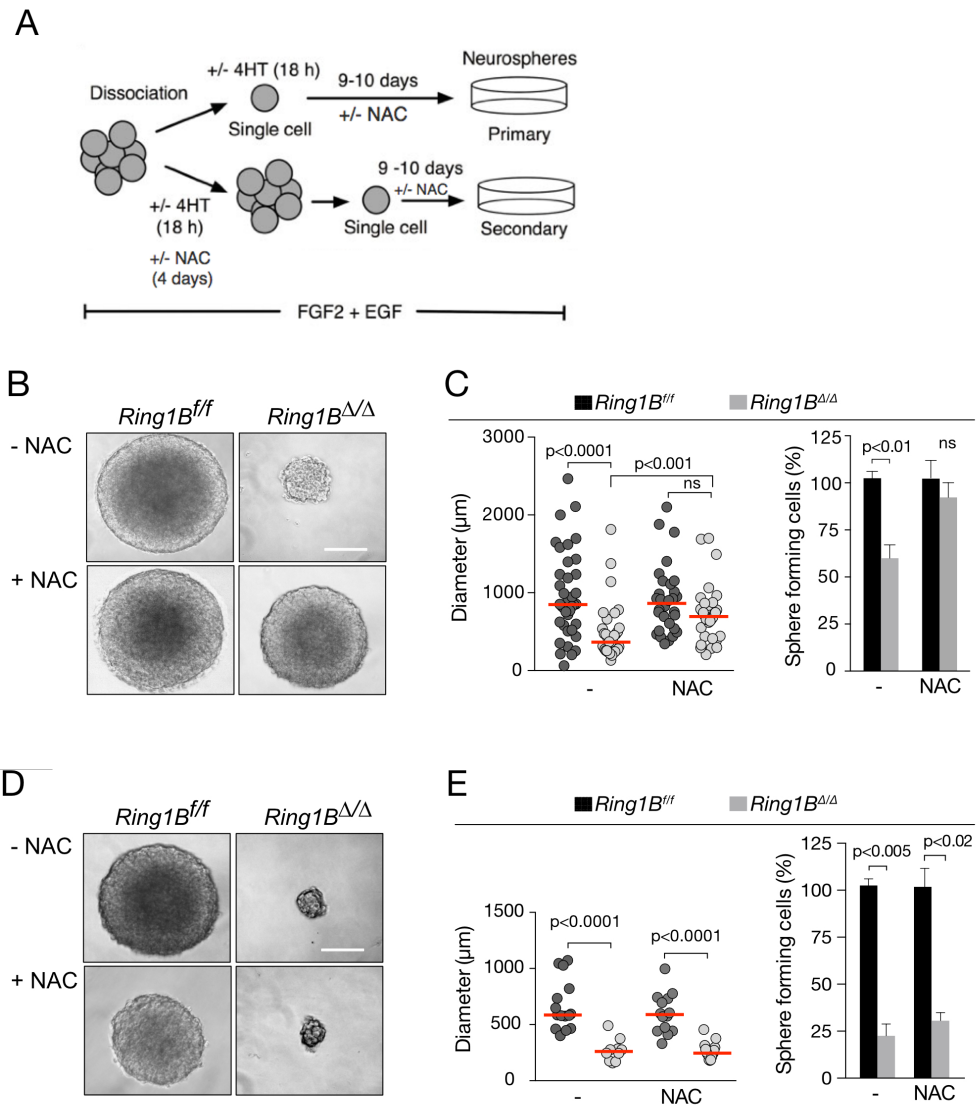 A
Dissociation
+/- 4HT (18 h)
Single cell
9-10 days
+/- NAC
Neurospheres
Primary
+/- 4HT
(18 h)
+/- NAC
(4 days)
Single cell
9 -10 days
+/- NAC
Secondary
FGF2 + EGF
B
Ring1B^f/f Ring1B^Δ/Δ
- NAC
+ NAC
C
Ring1B^f/f Ring1B^Δ/Δ
Diameter (μm)
3000
2000
1000
0
p<0.0001
p<0.001
ns
- NAC
Sphere forming cells (%)
125
100
75
50
25
0
p<0.01
ns
- NAC
D
Ring1B^f/f Ring1B^Δ/Δ
- NAC
+ NAC
E
Ring1B^f/f Ring1B^Δ/Δ
Diameter (μm)
1500
1000
500
0
p<0.0001
p<0.0001
- NAC
Sphere forming cells (%)
125
100
75
50
25
0
p<0.005
p<0.02
- NAC